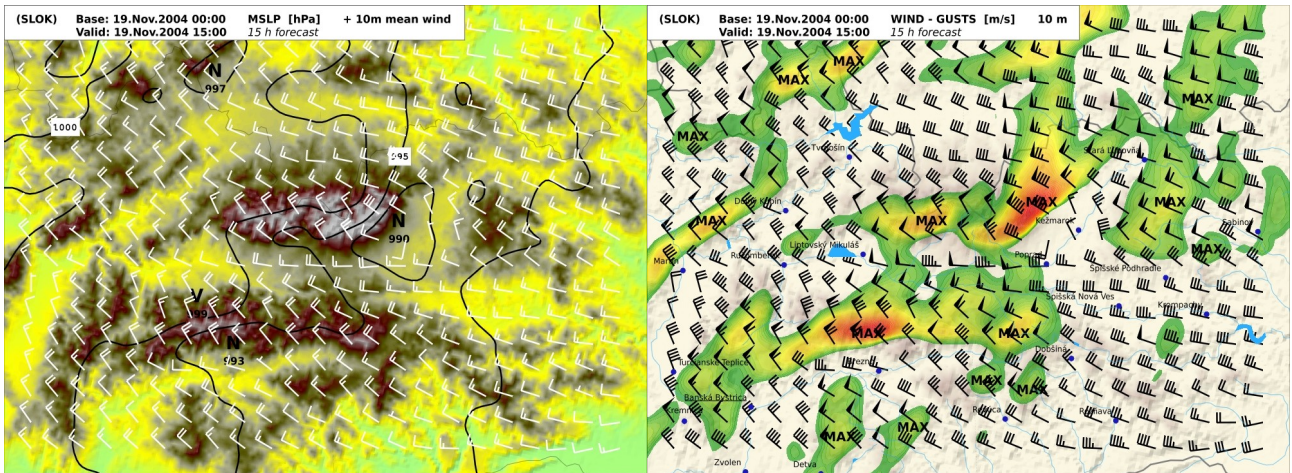 (SLOK) Base: 19.Nov.2004 00:00 MSLP [hPa] + 10m mean wind
Valid: 19.Nov.2004 15:00 15 h forecast
N
997
1000
995
N
990
V
N
993
(SLOK) Base: 19.Nov.2004 00:00 WIND - GUSTS [m/s] 10 m
Valid: 19.Nov.2004 15:00 15 h forecast
MAX
MAX
MAX
MAX
Tvrdošín
Stará Ľubovňa
Dolný Kubín
MAX
MAX
MAX
MAX
Kežmarok
Sabinov
Liptovský Mikuláš
MAX
Martin
Ružomberok
Poprad
Spišské Podhradie
Spišská Nová Ves
Krompachy
MAX
MAX
Dobšiná
Turčianske Teplice
Brezno
MAX
MAX
Banská Bystrica
Kremnica
Revúca
Rožňava
MAX
MAX
Zvolen
Detva